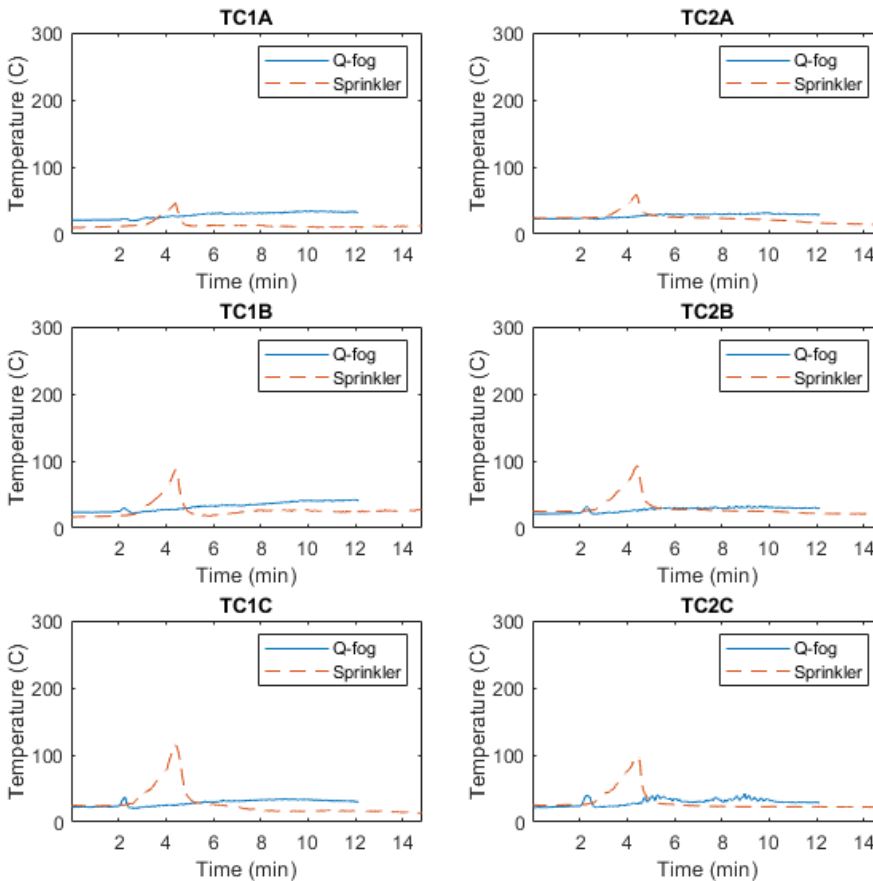 TC1A
300
200
100
0
Temperature (C)
Q-fog
Sprinkler
2 4 6 8 10 12 14
Time (min)
TC2A
300
200
100
0
Temperature (C)
Q-fog
Sprinkler
2 4 6 8 10 12 14
Time (min)
TC1B
300
200
100
0
Temperature (C)
Q-fog
Sprinkler
2 4 6 8 10 12 14
Time (min)
TC2B
300
200
100
0
Temperature (C)
Q-fog
Sprinkler
2 4 6 8 10 12 14
Time (min)
TC1C
300
200
100
0
Temperature (C)
Q-fog
Sprinkler
2 4 6 8 10 12 14
Time (min)
TC2C
300
200
100
0
Temperature (C)
Q-fog
Sprinkler
2 4 6 8 10 12 14
Time (min)